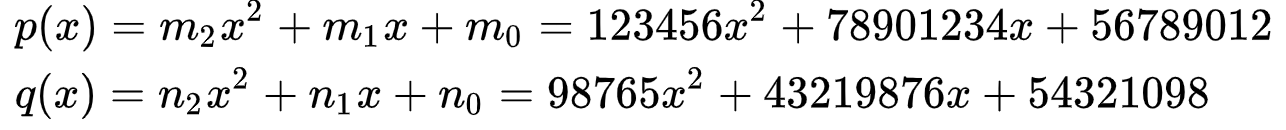 p(x) = m₂x² + m₁x + m₀ = 123456x² + 78901234x + 56789012
q(x) = n₂x² + n₁x + n₀ = 98765x² + 43219876x + 54321098